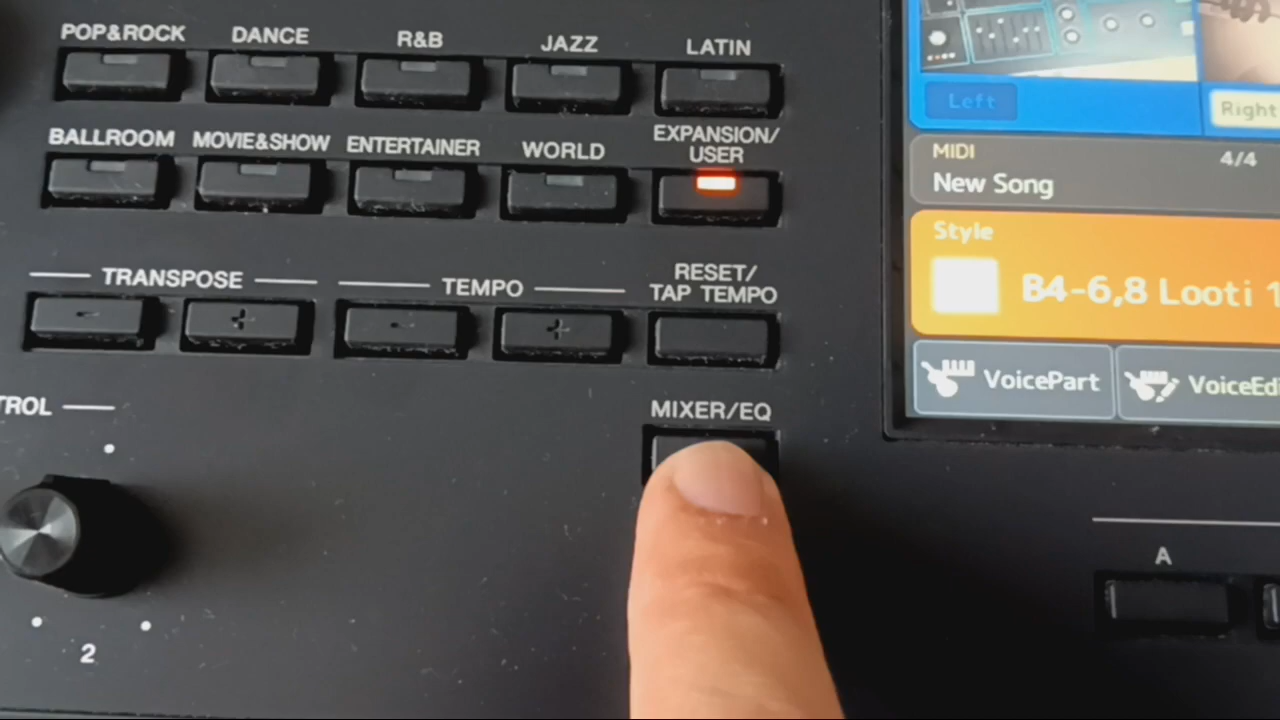 POP&ROCK DANCE R&B JAZZ LATIN
BALLROOM MOVIE&SHOW ENTERTAINER WORLD EXPANSION/
USER
TRANSPOSE TEMPO RESET/
TAP TEMPO
- + - +
TROL MIXER/EQ
2
Left Right
MIDI 4/4
New Song
Style
B4-6,8 Looti 1
VoicePart VoiceEdi
A